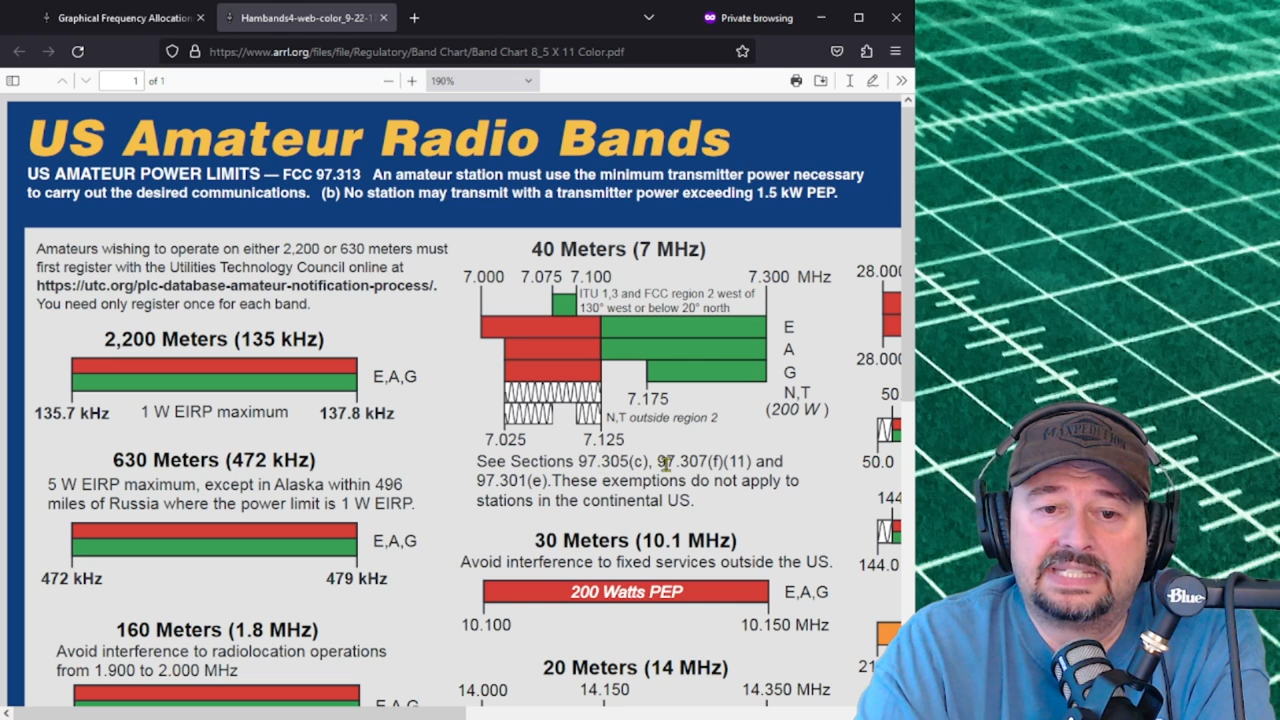 Graphical Frequency Allocation
Hambands4-web-color_9-22-1
Private browsing
https://www.arrl.org/files/file/Regulatory/Band Chart/Band Chart 8_5 X 11 Color.pdf
1 of 1
190%
US Amateur Radio Bands
US AMATEUR POWER LIMITS — FCC 97.313 An amateur station must use the minimum transmitter power necessary
to carry out the desired communications. (b) No station may transmit with a transmitter power exceeding 1.5 kW PEP.
Amateurs wishing to operate on either 2,200 or 630 meters must
first register with the Utilities Technology Council online at
https://utc.org/plc-database-amateur-notification-process/.
You need only register once for each band.
2,200 Meters (135 kHz)
E,A,G
135.7 kHz 1 W EIRP maximum 137.8 kHz
630 Meters (472 kHz)
5 W EIRP maximum, except in Alaska within 496
miles of Russia where the power limit is 1 W EIRP.
E,A,G
472 kHz 479 kHz
160 Meters (1.8 MHz)
Avoid interference to radiolocation operations
from 1.900 to 2.000 MHz
E,A,G
40 Meters (7 MHz)
7.000 7.075 7.100 7.300 MHz
ITU 1,3 and FCC region 2 west of
130° west or below 20° north
E
A
G
7.175
N,T
(200 W)
N,T outside region 2
7.025 7.125
See Sections 97.305(c), 97.307(f)(11) and
97.301(e).These exemptions do not apply to
stations in the continental US.
30 Meters (10.1 MHz)
Avoid interference to fixed services outside the US.
200 Watts PEP
E,A,G
10.100 10.150 MHz
20 Meters (14 MHz)
14.000 14.150 14.350 MHz
28.000
28.000
50.
50.0
144
144.0
21
MAXPEDITION
Blue